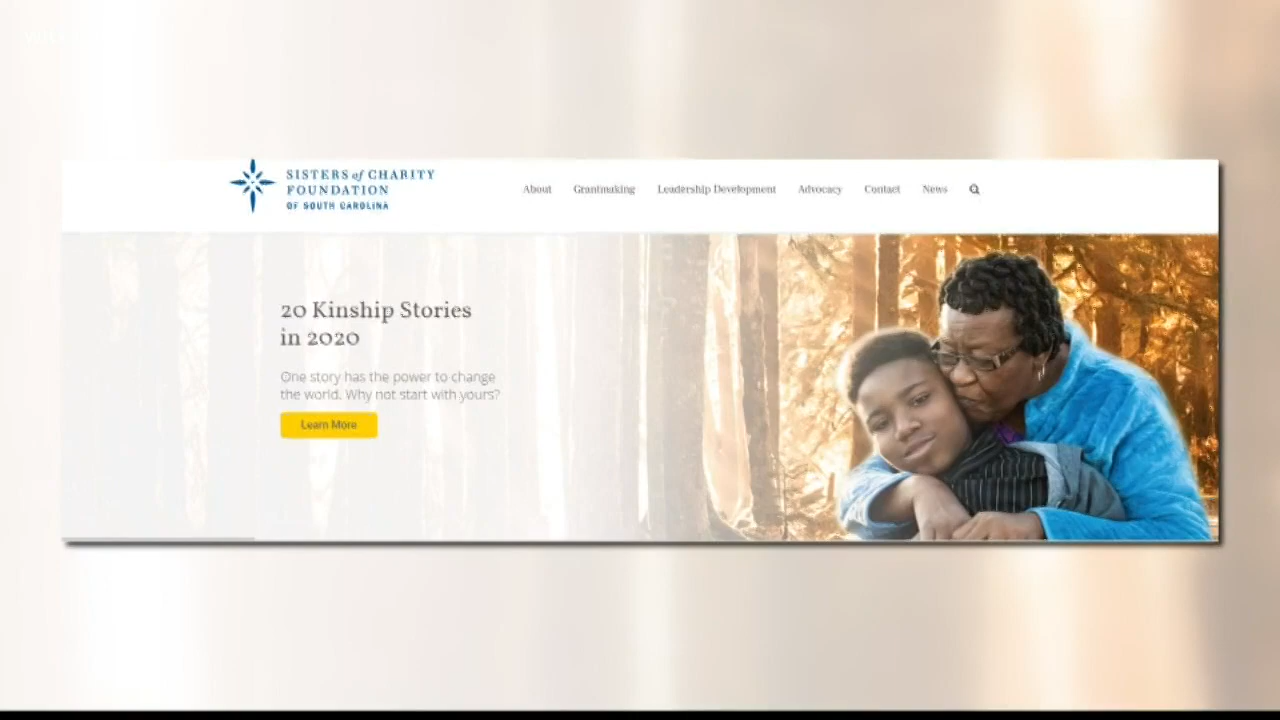 SISTERS of CHARITY
FOUNDATION
OF SOUTH CAROLINA
About Grantmaking Leadership Development Advocacy Contact News
20 Kinship Stories
in 2020
One story has the power to change
the world. Why not start with yours?
Learn More